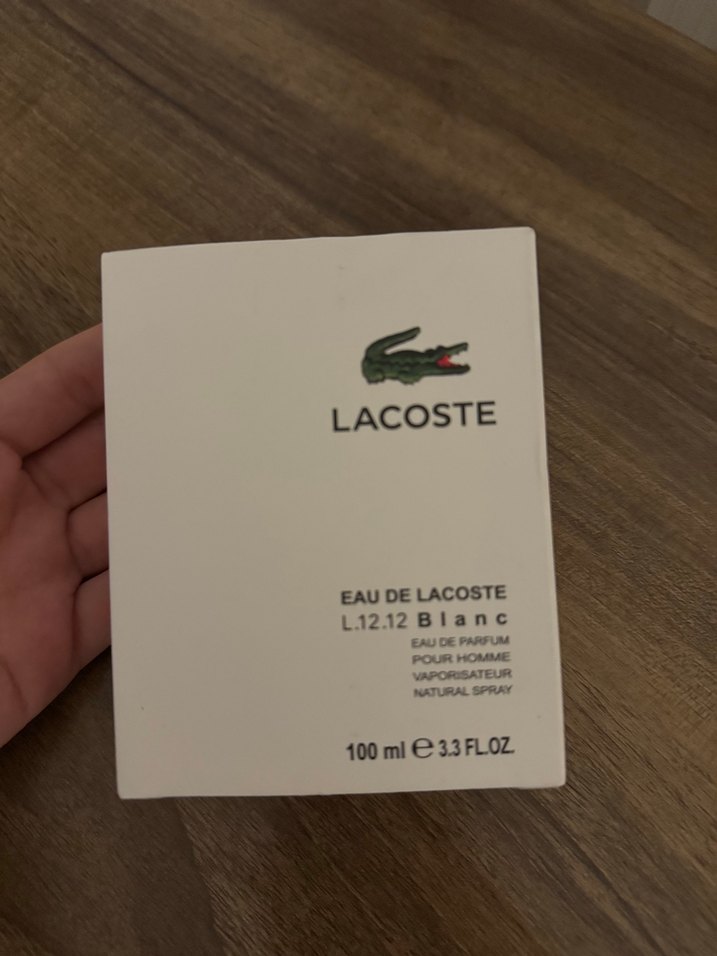 LACOSTE
EAU DE LACOSTE
L.12.12 Blanc
EAU DE PARFUM
POUR HOMME
VAPORISATEUR
NATURAL SPRAY
100 ml ℮ 3.3 FL.OZ.